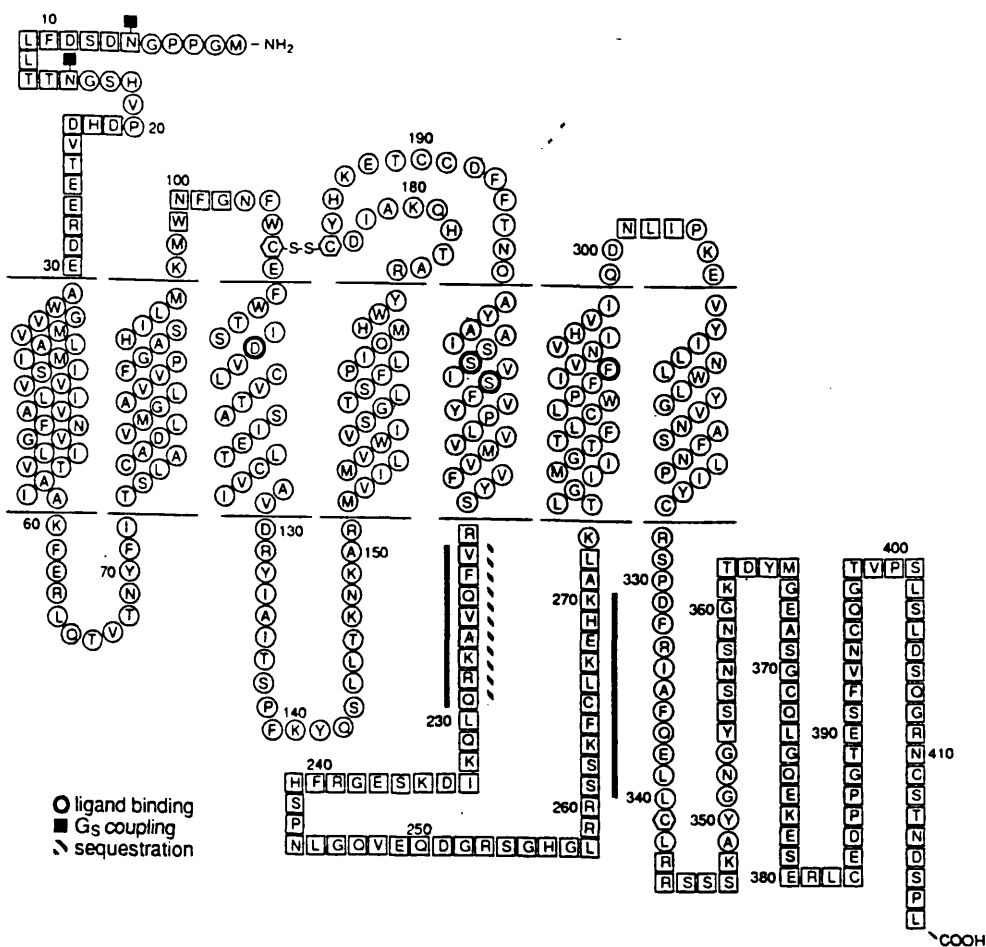 10
L F D S D N G P P G M – NH2
L
T T N G S H
V
D H D P 20
V T E E R D E
30
A W V V
G M A I
L M S V
I V L A
I V F G
N V L V
I T A I
A
60
K F E R L Q T V T N Y F I
70
T S L A
C A D L
V M G L
A V V P
F G A S
H L I M
K M W N F G N F W C E
100
F W T S
I D V L
C V T A
S I E T
L C V I
A V
D R Y I A I T S P F K Y Q S L L T K N K A R
130
140
150
M V I L
M V W I
V S G L
T S F L
P I Q M
H W Y
R A T H Q K A I D C Y H K E T C C D F F T N Q
180
190
C-S-S-C
A Y A I
A S S I
V S F Y
V P L V
V M V F
V Y S
R V F Q V A K R Q L Q K I D K S E G R F H S P N L G Q V E Q D G R S G H G L R R S S K F C L K E H K A L K
230
240
250
260
270
T G L
I I G M
F T G T
W C L L
F F P I
I N V V
I V H
Q D N L I P K E
300
V Y I L L
N W L G
Y V N S
A F N P
L I Y C
R S P D F R I A F Q E L L C L R R S S S S K A Y G N G Y S S N S N G K T D Y M G E A S G C Q L G Q E K E S E R L C E D P P G T E S F V N C Q G T V P S L S L D S Q G R N C S T N D S P L
330
340
350
360
370
380
390
400
410
COOH
ligand binding
Gs coupling
sequestration